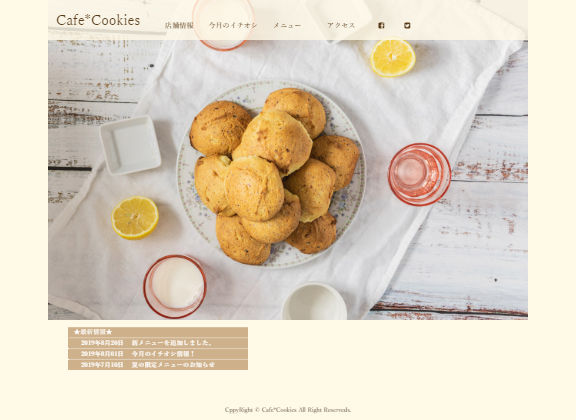 Cafe*Cookies
店舗情報 今月のイチオシ メニュー アクセス
★最新情報★
2019年8月20日 新メニューを追加しました。
2019年8月01日 今月のイチオシ情報！
2019年7月18日 夏の限定メニューのお知らせ
CppyRight © Cafe*Cookies All Right Reserveds.